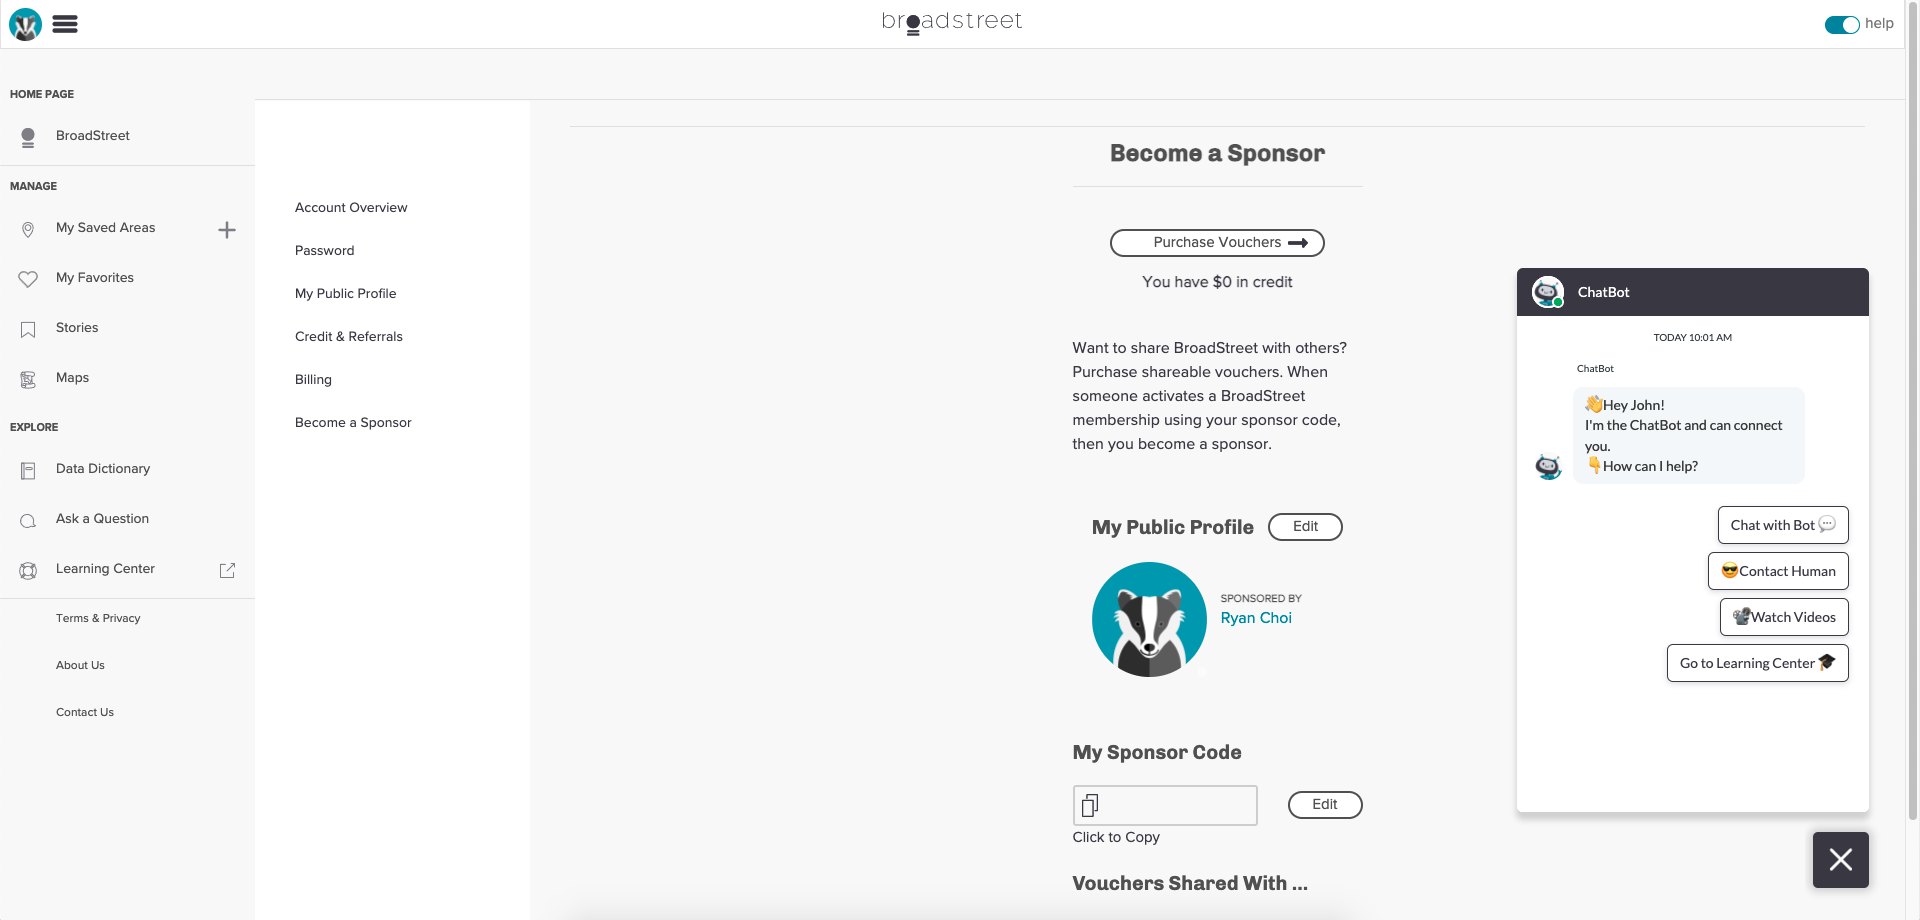 broadstreet
help
HOME PAGE
BroadStreet
MANAGE
My Saved Areas
My Favorites
Stories
Maps
EXPLORE
Data Dictionary
Ask a Question
Learning Center
Terms & Privacy
About Us
Contact Us
Account Overview
Password
My Public Profile
Credit & Referrals
Billing
Become a Sponsor
Become a Sponsor
Purchase Vouchers
You have $0 in credit
Want to share BroadStreet with others?
Purchase shareable vouchers. When
someone activates a BroadStreet
membership using your sponsor code,
then you become a sponsor.
My Public Profile
Edit
SPONSORED BY
Ryan Choi
My Sponsor Code
Edit
Click to Copy
Vouchers Shared With ...
ChatBot
TODAY 10:01 AM
ChatBot
👋Hey John!
I'm the ChatBot and can connect
you.
👇How can I help?
Chat with Bot 💬
😎Contact Human
📽Watch Videos
Go to Learning Center 🎓